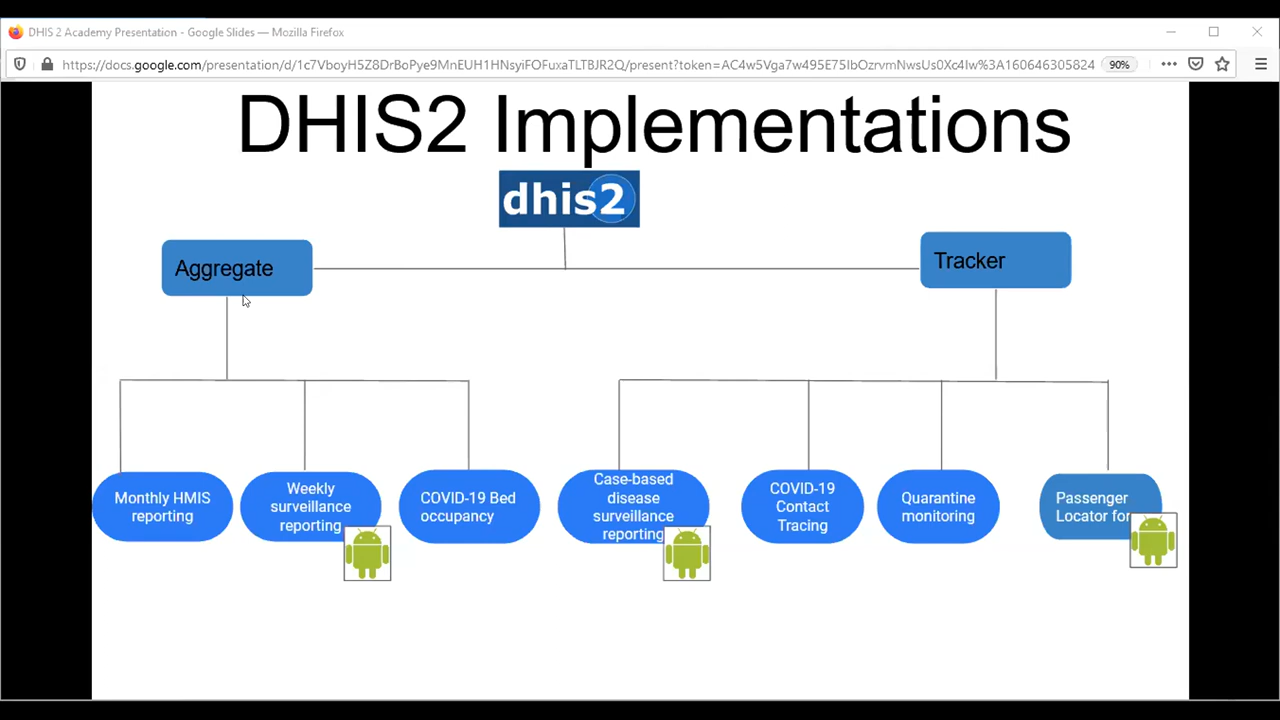 DHIS 2 Academy Presentation - Google Slides — Mozilla Firefox
https://docs.google.com/presentation/d/1c7VboyH5Z8DrBoPye9MnEUH1HNsyiFOFuxaTLTBJR2Q/present?token=AC4w5Vga7w495E75IbOzrvmNwsUs0Xc4Iw%3A160646305824
90%
DHIS2 Implementations
dhis2
Aggregate
Tracker
Monthly HMIS
reporting
Weekly
surveillance
reporting
COVID-19 Bed
occupancy
Case-based
disease
surveillance
reporting
COVID-19
Contact
Tracing
Quarantine
monitoring
Passenger
Locator for